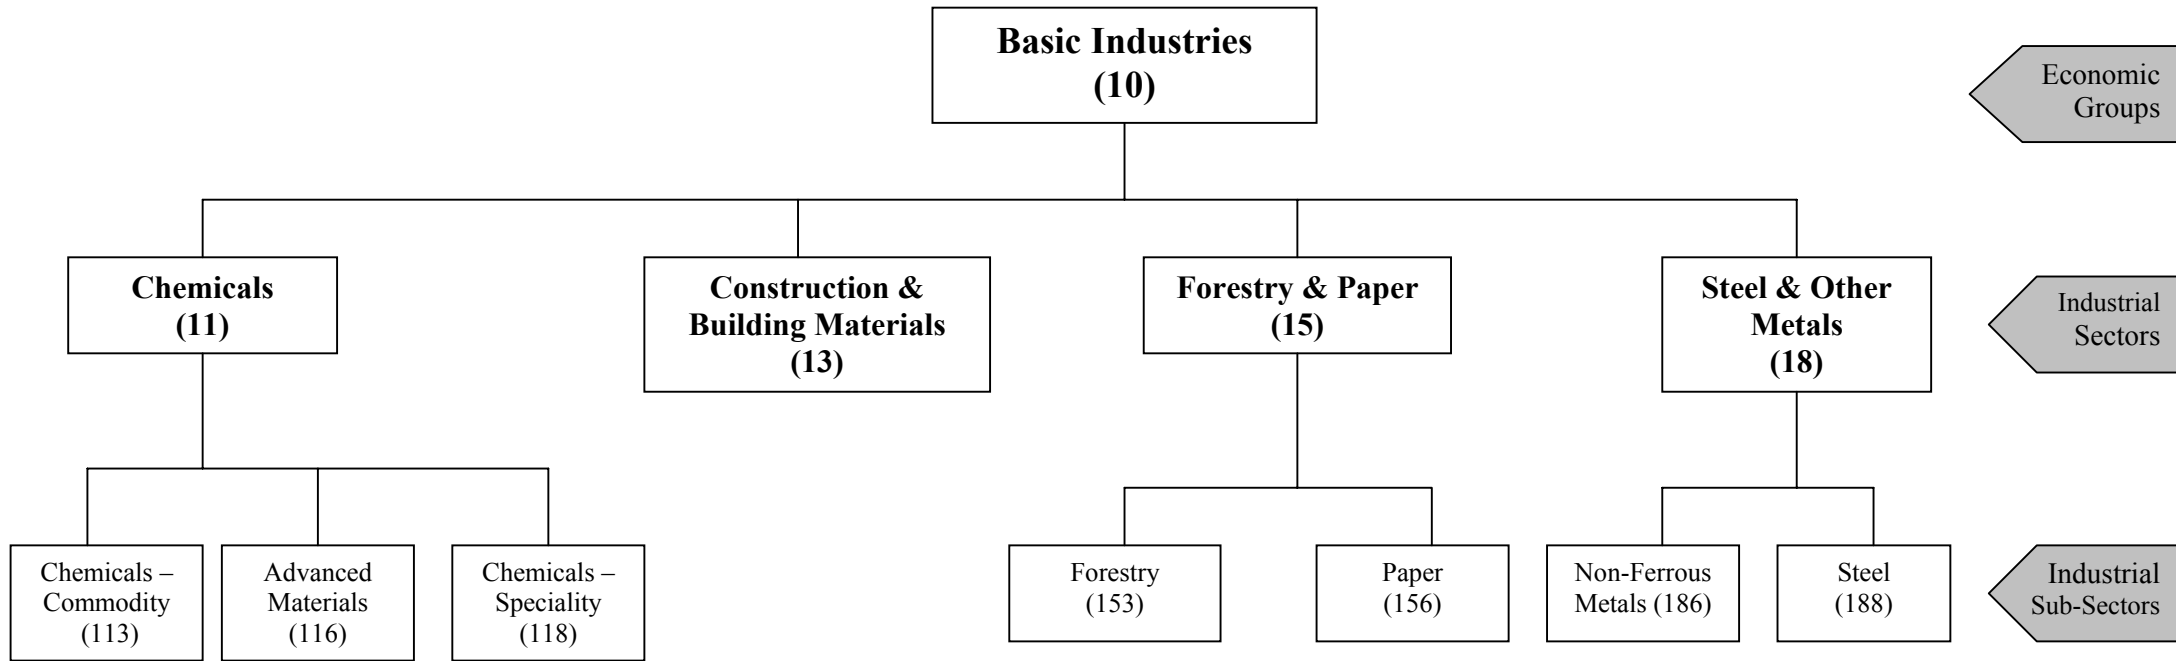 Basic Industries
(10)
Economic
Groups
Chemicals
(11)
Construction &
Building Materials
(13)
Forestry & Paper
(15)
Steel & Other
Metals
(18)
Industrial
Sectors
Chemicals –
Commodity
(113)
Advanced
Materials
(116)
Chemicals –
Speciality
(118)
Forestry
(153)
Paper
(156)
Non-Ferrous
Metals (186)
Steel
(188)
Industrial
Sub-Sectors